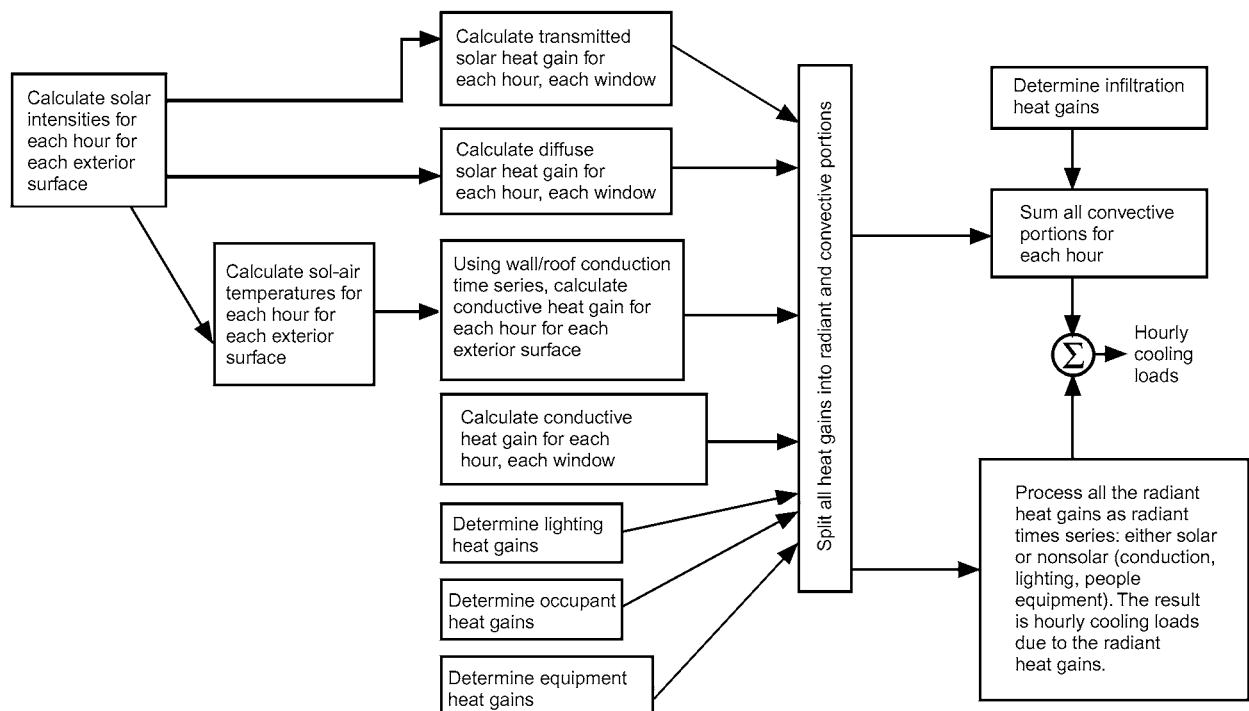 Calculate solar
intensities for
each hour for
each exterior
surface
Calculate transmitted
solar heat gain for
each hour, each window
Calculate diffuse
solar heat gain for
each hour, each window
Calculate sol-air
temperatures for
each hour for
each exterior
surface
Using wall/roof conduction
time series, calculate
conductive heat gain for
each hour for each
exterior surface
Calculate conductive
heat gain for each
hour, each window
Determine lighting
heat gains
Determine occupant
heat gains
Determine equipment
heat gains
Split all heat gains into radiant and convective portions
Determine infiltration
heat gains
Sum all convective
portions for
each hour
Σ
Hourly
cooling
loads
Process all the radiant
heat gains as radiant
times series: either solar
or nonsolar (conduction,
lighting, people
equipment). The result
is hourly cooling loads
due to the radiant
heat gains.